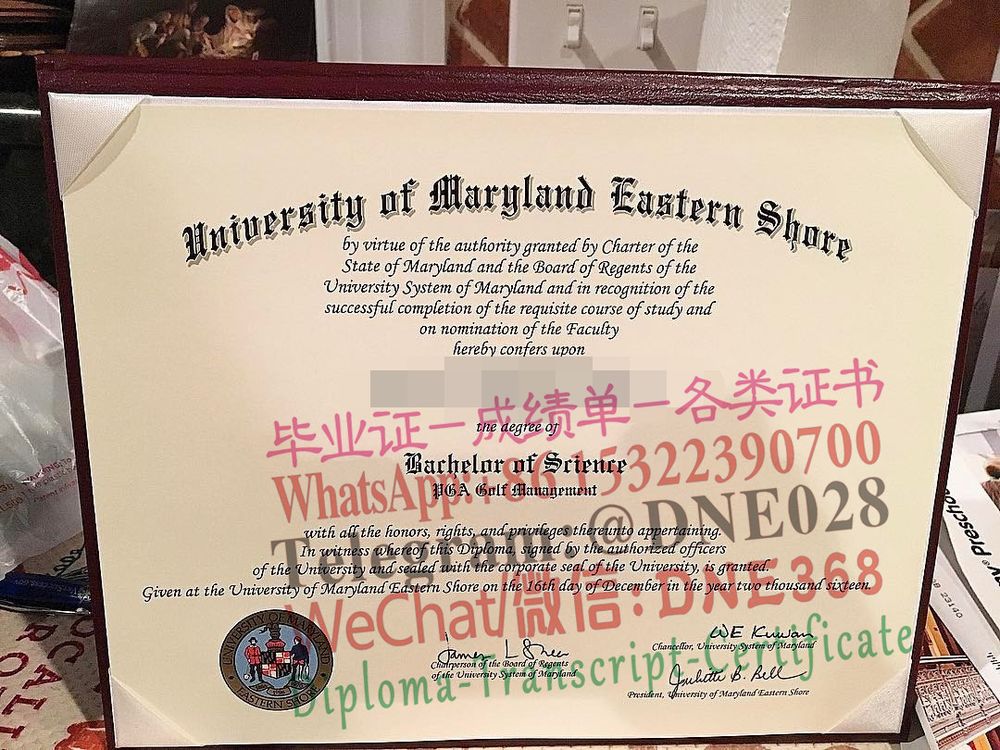 University of Maryland Eastern Shore
by virtue of the authority granted by Charter of the
State of Maryland and the Board of Regents of the
University System of Maryland and in recognition of the
successful completion of the requisite course of study and
on nomination of the Faculty
hereby confers upon
毕业证—成绩单—各类证书
the degree of
Bachelor of Science
WhatsApp:+8615322390700
PGA Golf Management
Telegram:@DNE028
with all the honors, rights, and privileges thereunto appertaining.
In witness whereof this Diploma, signed by the authorized officers
of the University and sealed with the corporate seal of the University, is granted.
Given at the University of Maryland Eastern Shore on the 16th day of December in the year two thousand sixteen.
WeChat/微信:DNE368
UNIVERSITY OF MARYLAND
EASTERN SHORE
Chairperson of the Board of Regents
of the University System of Maryland
Chancellor, University System of Maryland
Juliette B. Bell
President, University of Maryland Eastern Shore
Diploma-Transcript-Certificate
Preschoo
23140